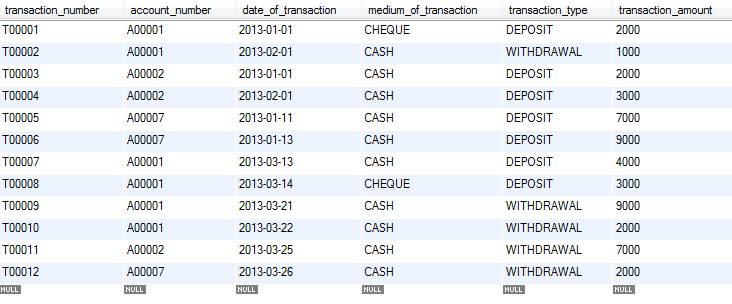 transaction_number account_number date_of_transaction medium_of_transaction transaction_type transaction_amount
T00001 A00001 2013-01-01 CHEQUE DEPOSIT 2000
T00002 A00001 2013-02-01 CASH WITHDRAWAL 1000
T00003 A00002 2013-01-01 CASH DEPOSIT 2000
T00004 A00002 2013-02-01 CASH DEPOSIT 3000
T00005 A00007 2013-01-11 CASH DEPOSIT 7000
T00006 A00007 2013-01-13 CASH DEPOSIT 9000
T00007 A00001 2013-03-13 CASH DEPOSIT 4000
T00008 A00001 2013-03-14 CHEQUE DEPOSIT 3000
T00009 A00001 2013-03-21 CASH WITHDRAWAL 9000
T00010 A00001 2013-03-22 CASH WITHDRAWAL 2000
T00011 A00002 2013-03-25 CASH WITHDRAWAL 7000
T00012 A00007 2013-03-26 CASH WITHDRAWAL 2000
NULL NULL NULL NULL NULL NULL